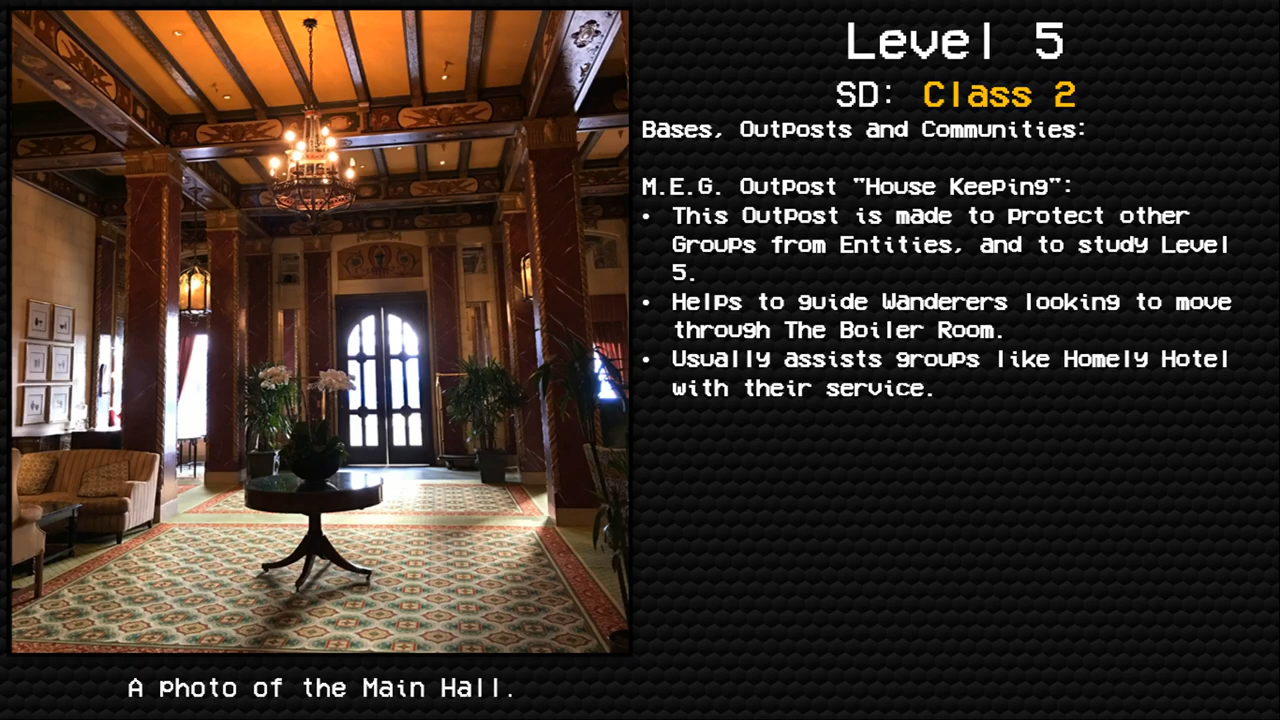 Level 5
SD: Class 2
Bases, Outposts and Communities:
M.E.G. Outpost "House Keeping":
• This Outpost is made to protect other
Groups from Entities, and to study Level
5.
• Helps to guide Wanderers looking to move
through The Boiler Room.
• Usually assists groups like Homely Hotel
with their service.
A photo of the Main Hall.